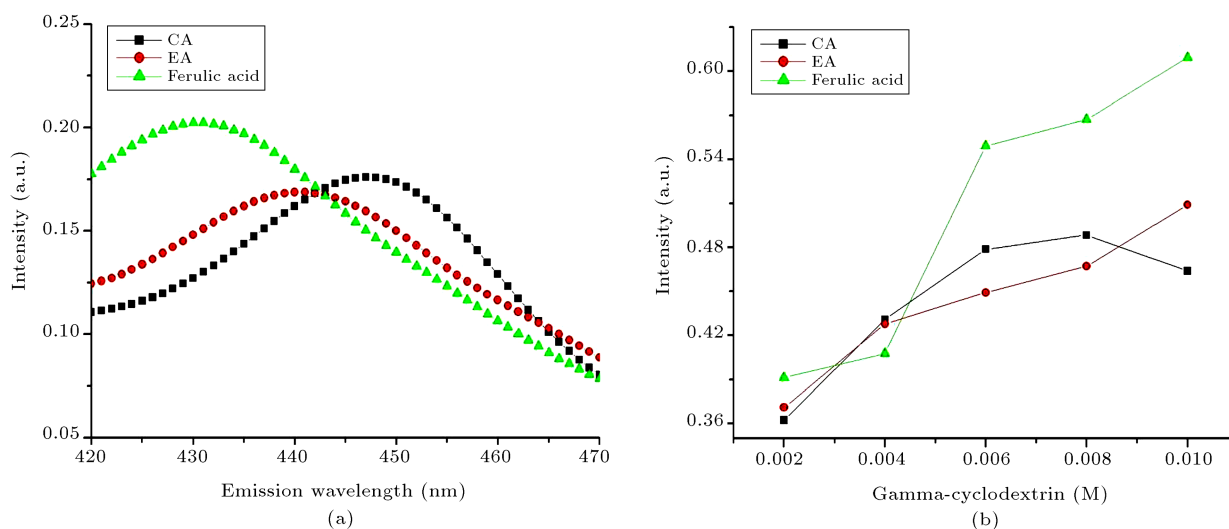 0.25
0.20
0.15
0.10
0.05
Intensity (a.u.)
CA
EA
Ferulic acid
420 430 440 450 460 470
Emission wavelength (nm)
(a)
0.60
0.54
0.48
0.42
0.36
Intensity (a.u.)
CA
EA
Ferulic acid
0.002 0.004 0.006 0.008 0.010
Gamma-cyclodextrin (M)
(b)